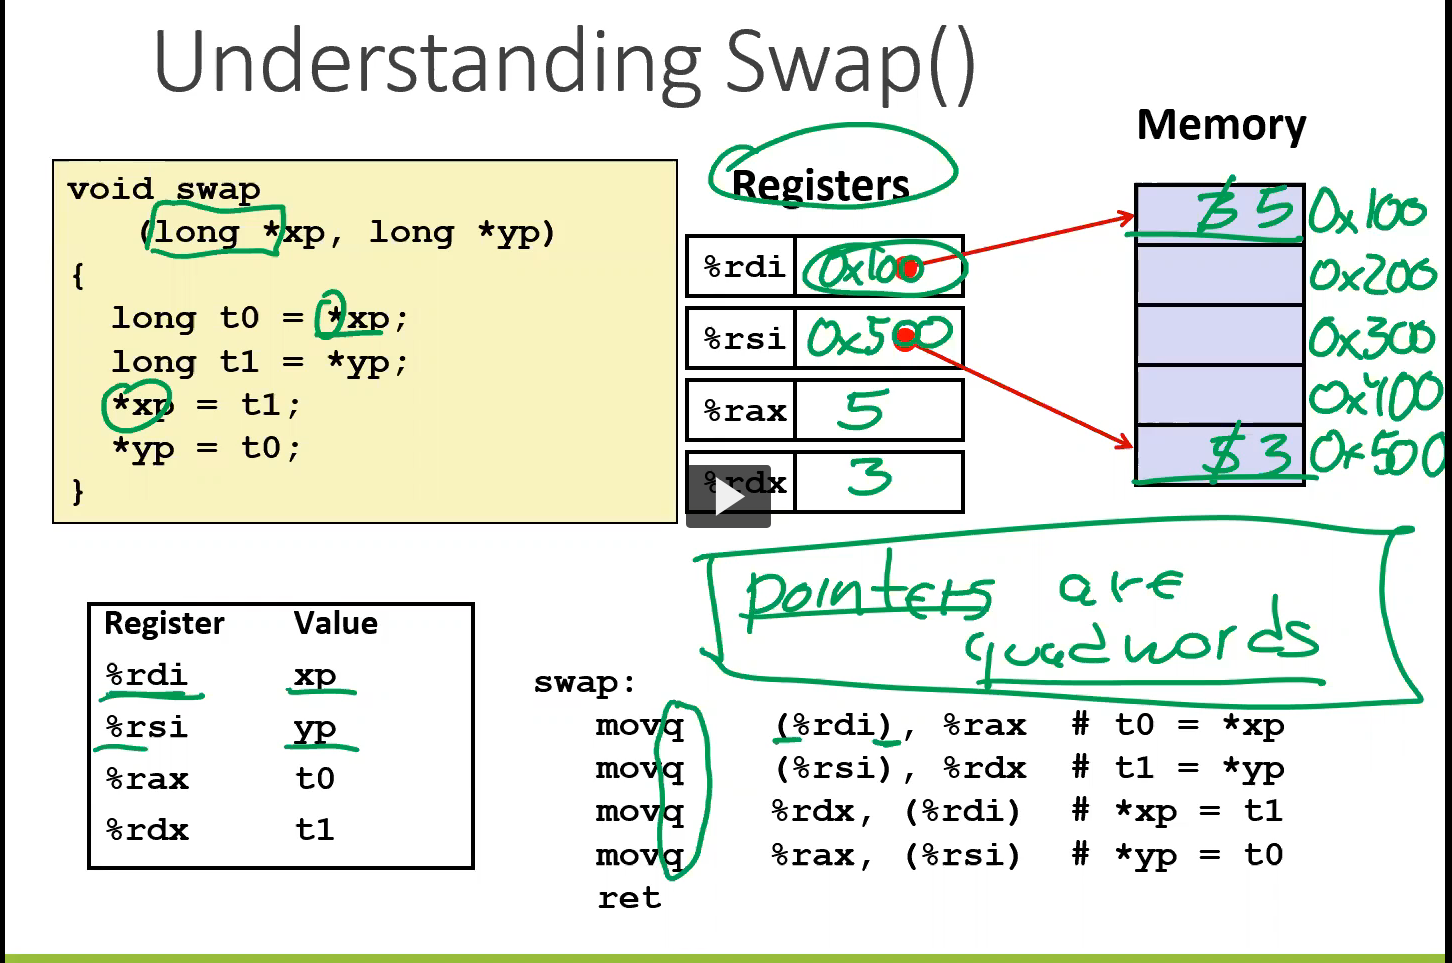 Understanding Swap()
void swap
(long *xp, long *yp)
{
long t0 = *xp;
long t1 = *yp;
*xp = t1;
*yp = t0;
}
Registers
%rdi 0x100
%rsi 0x500
%rax 5
%rdx 3
Memory
5 0x100
0x200
0x300
0x400
3 0x500
pointers are
quadwords
Register Value
%rdi xp
%rsi yp
%rax t0
%rdx t1
swap:
movq (%rdi), %rax # t0 = *xp
movq (%rsi), %rdx # t1 = *yp
movq %rdx, (%rdi) # *xp = t1
movq %rax, (%rsi) # *yp = t0
ret